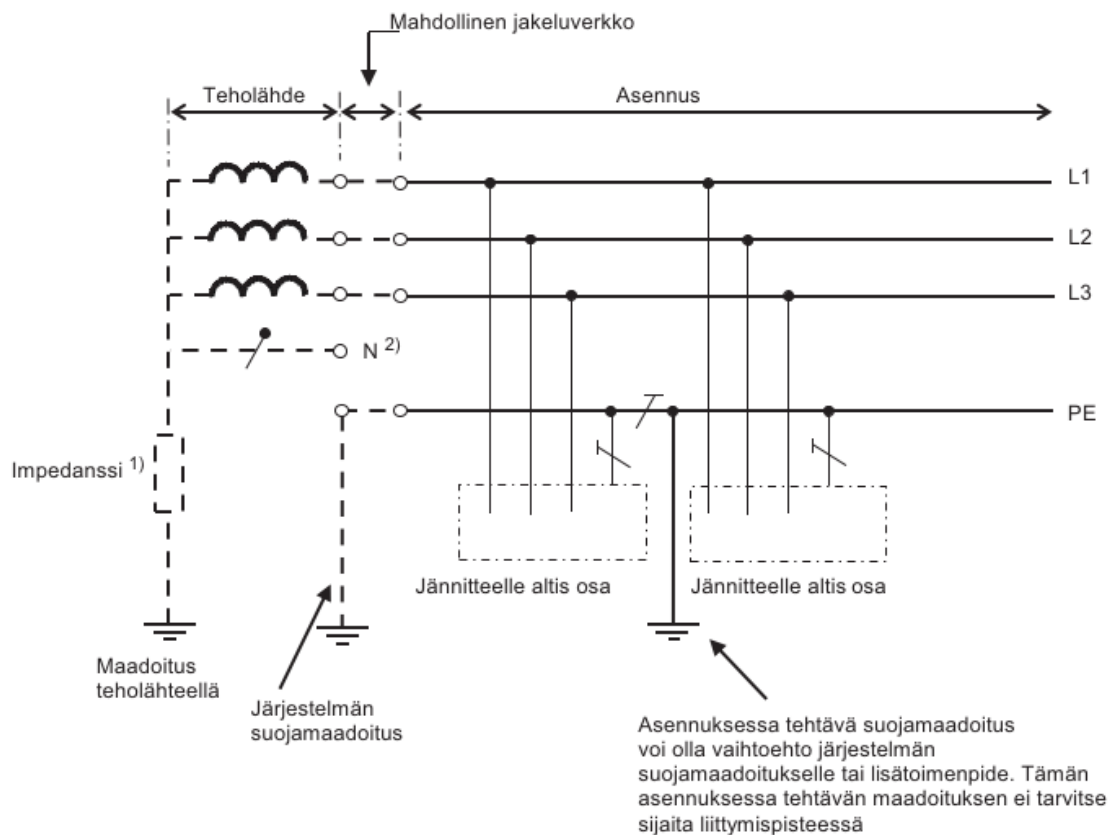 Mahdollinen jakeluverkko
Teholähde
Asennus
L1
L2
L3
N 2)
PE
Impedanssi 1)
Jännitteelle altis osa
Jännitteelle altis osa
Maadoitus
teholähteellä
Järjestelmän
suojamaadoitus
Asennuksessa tehtävä suojamaadoitus
voi olla vaihtoehto järjestelmän
suojamaadoitukselle tai lisätoimenpide. Tämän
asennuksessa tehtävän maadoituksen ei tarvitse
sijaita liittymispisteessä